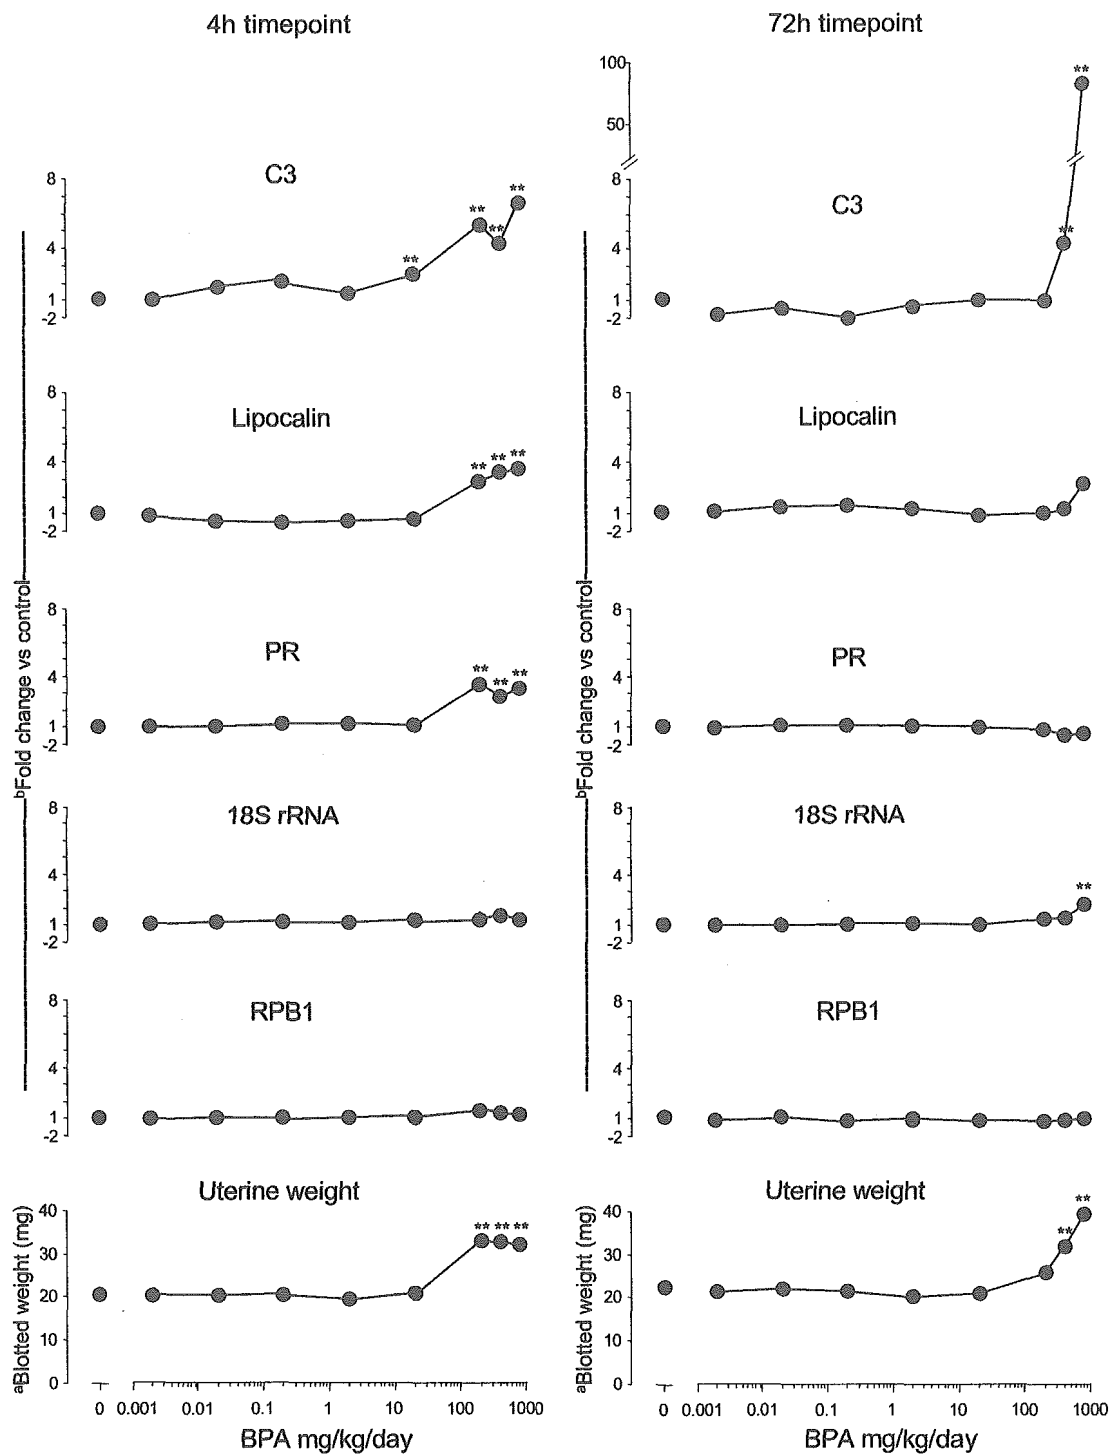 4h timepoint
C3
**
**
**
**
8
4
1
-2
Lipocalin
** ** **
8
4
1
-2
PR
**
**
**
8
4
1
-2
18S rRNA
8
4
1
-2
RPB1
8
4
1
-2
ᵇFold change vs control
Uterine weight
** ** **
40
30
20
10
0
ᵃBlotted weight (mg)
0 0.001 0.01 0.1 1 10 100 1000
BPA mg/kg/day
72h timepoint
100
50
**
C3
**
8
4
1
-2
Lipocalin
8
4
1
-2
PR
8
4
1
-2
18S rRNA
**
8
4
1
-2
RPB1
8
4
1
-2
ᵇFold change vs control
Uterine weight
**
**
40
30
20
10
0
ᵃBlotted weight (mg)
0 0.001 0.01 0.1 1 10 100 1000
BPA mg/kg/day